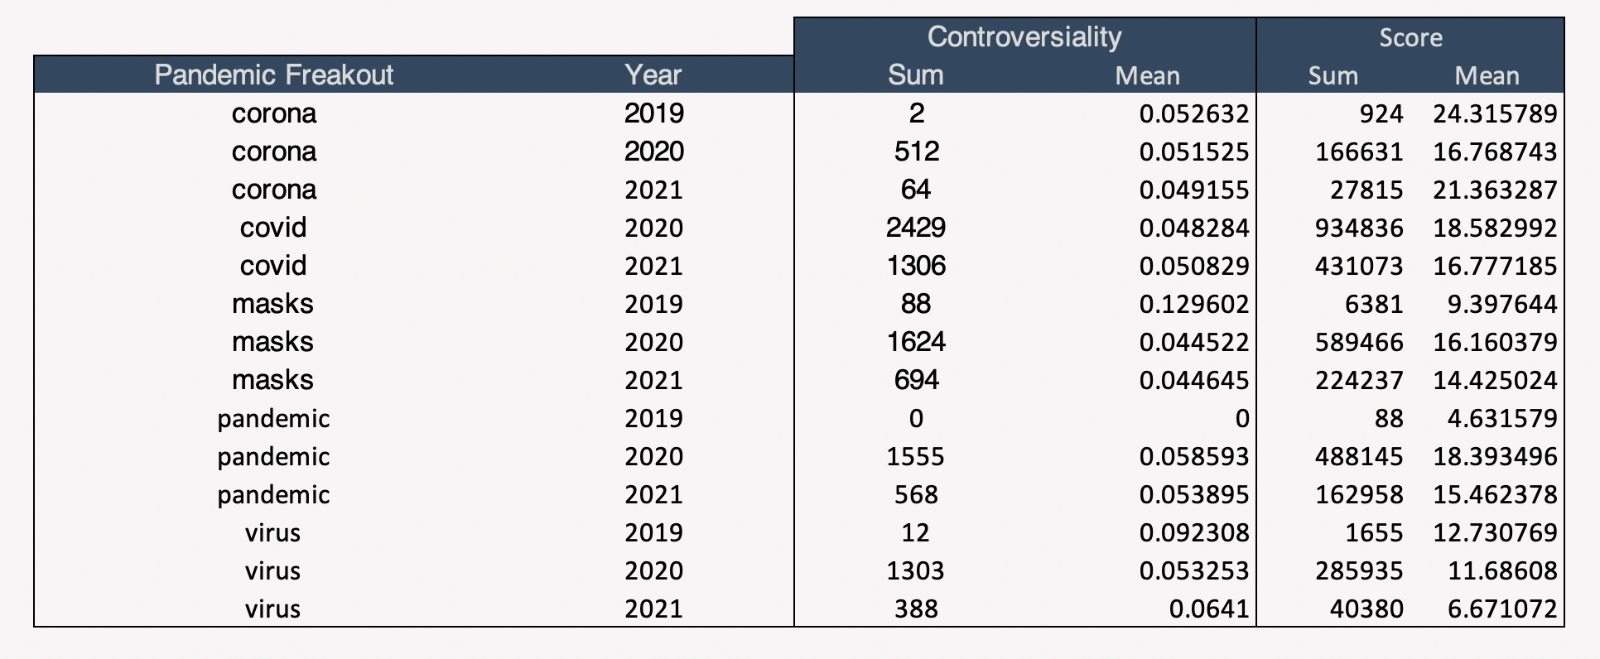 Controversiality Score
Pandemic Freakout Year Sum Mean Sum Mean
corona 2019 2 0.052632 924 24.315789
corona 2020 512 0.051525 166631 16.768743
corona 2021 64 0.049155 27815 21.363287
covid 2020 2429 0.048284 934836 18.582992
covid 2021 1306 0.050829 431073 16.777185
masks 2019 88 0.129602 6381 9.397644
masks 2020 1624 0.044522 589466 16.160379
masks 2021 694 0.044645 224237 14.425024
pandemic 2019 0 0 88 4.631579
pandemic 2020 1555 0.058593 488145 18.393496
pandemic 2021 568 0.053895 162958 15.462378
virus 2019 12 0.092308 1655 12.730769
virus 2020 1303 0.053253 285935 11.68608
virus 2021 388 0.0641 40380 6.671072